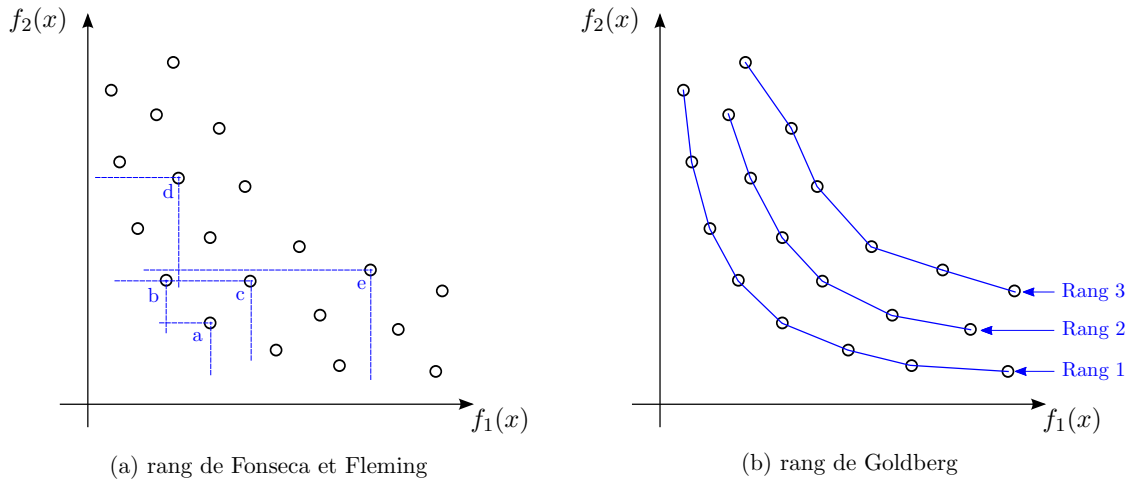 f₂(x)
d
b
c
e
a
f₁(x)
(a) rang de Fonseca et Fleming
f₂(x)
Rang 3
Rang 2
Rang 1
f₁(x)
(b) rang de Goldberg